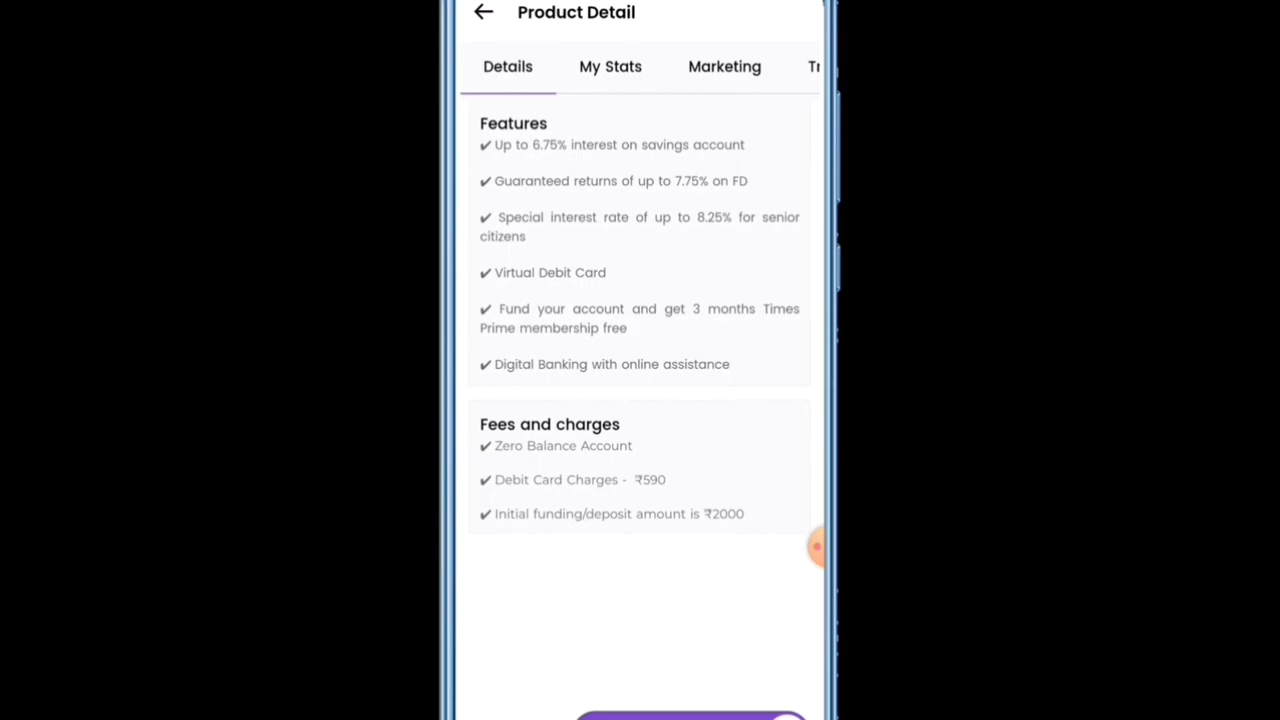 Product Detail
Details My Stats Marketing Tr
Features
✔ Up to 6.75% interest on savings account
✔ Guaranteed returns of up to 7.75% on FD
✔ Special interest rate of up to 8.25% for senior
citizens
✔ Virtual Debit Card
✔ Fund your account and get 3 months Times
Prime membership free
✔ Digital Banking with online assistance
Fees and charges
✔ Zero Balance Account
✔ Debit Card Charges - ₹590
✔ Initial funding/deposit amount is ₹2000